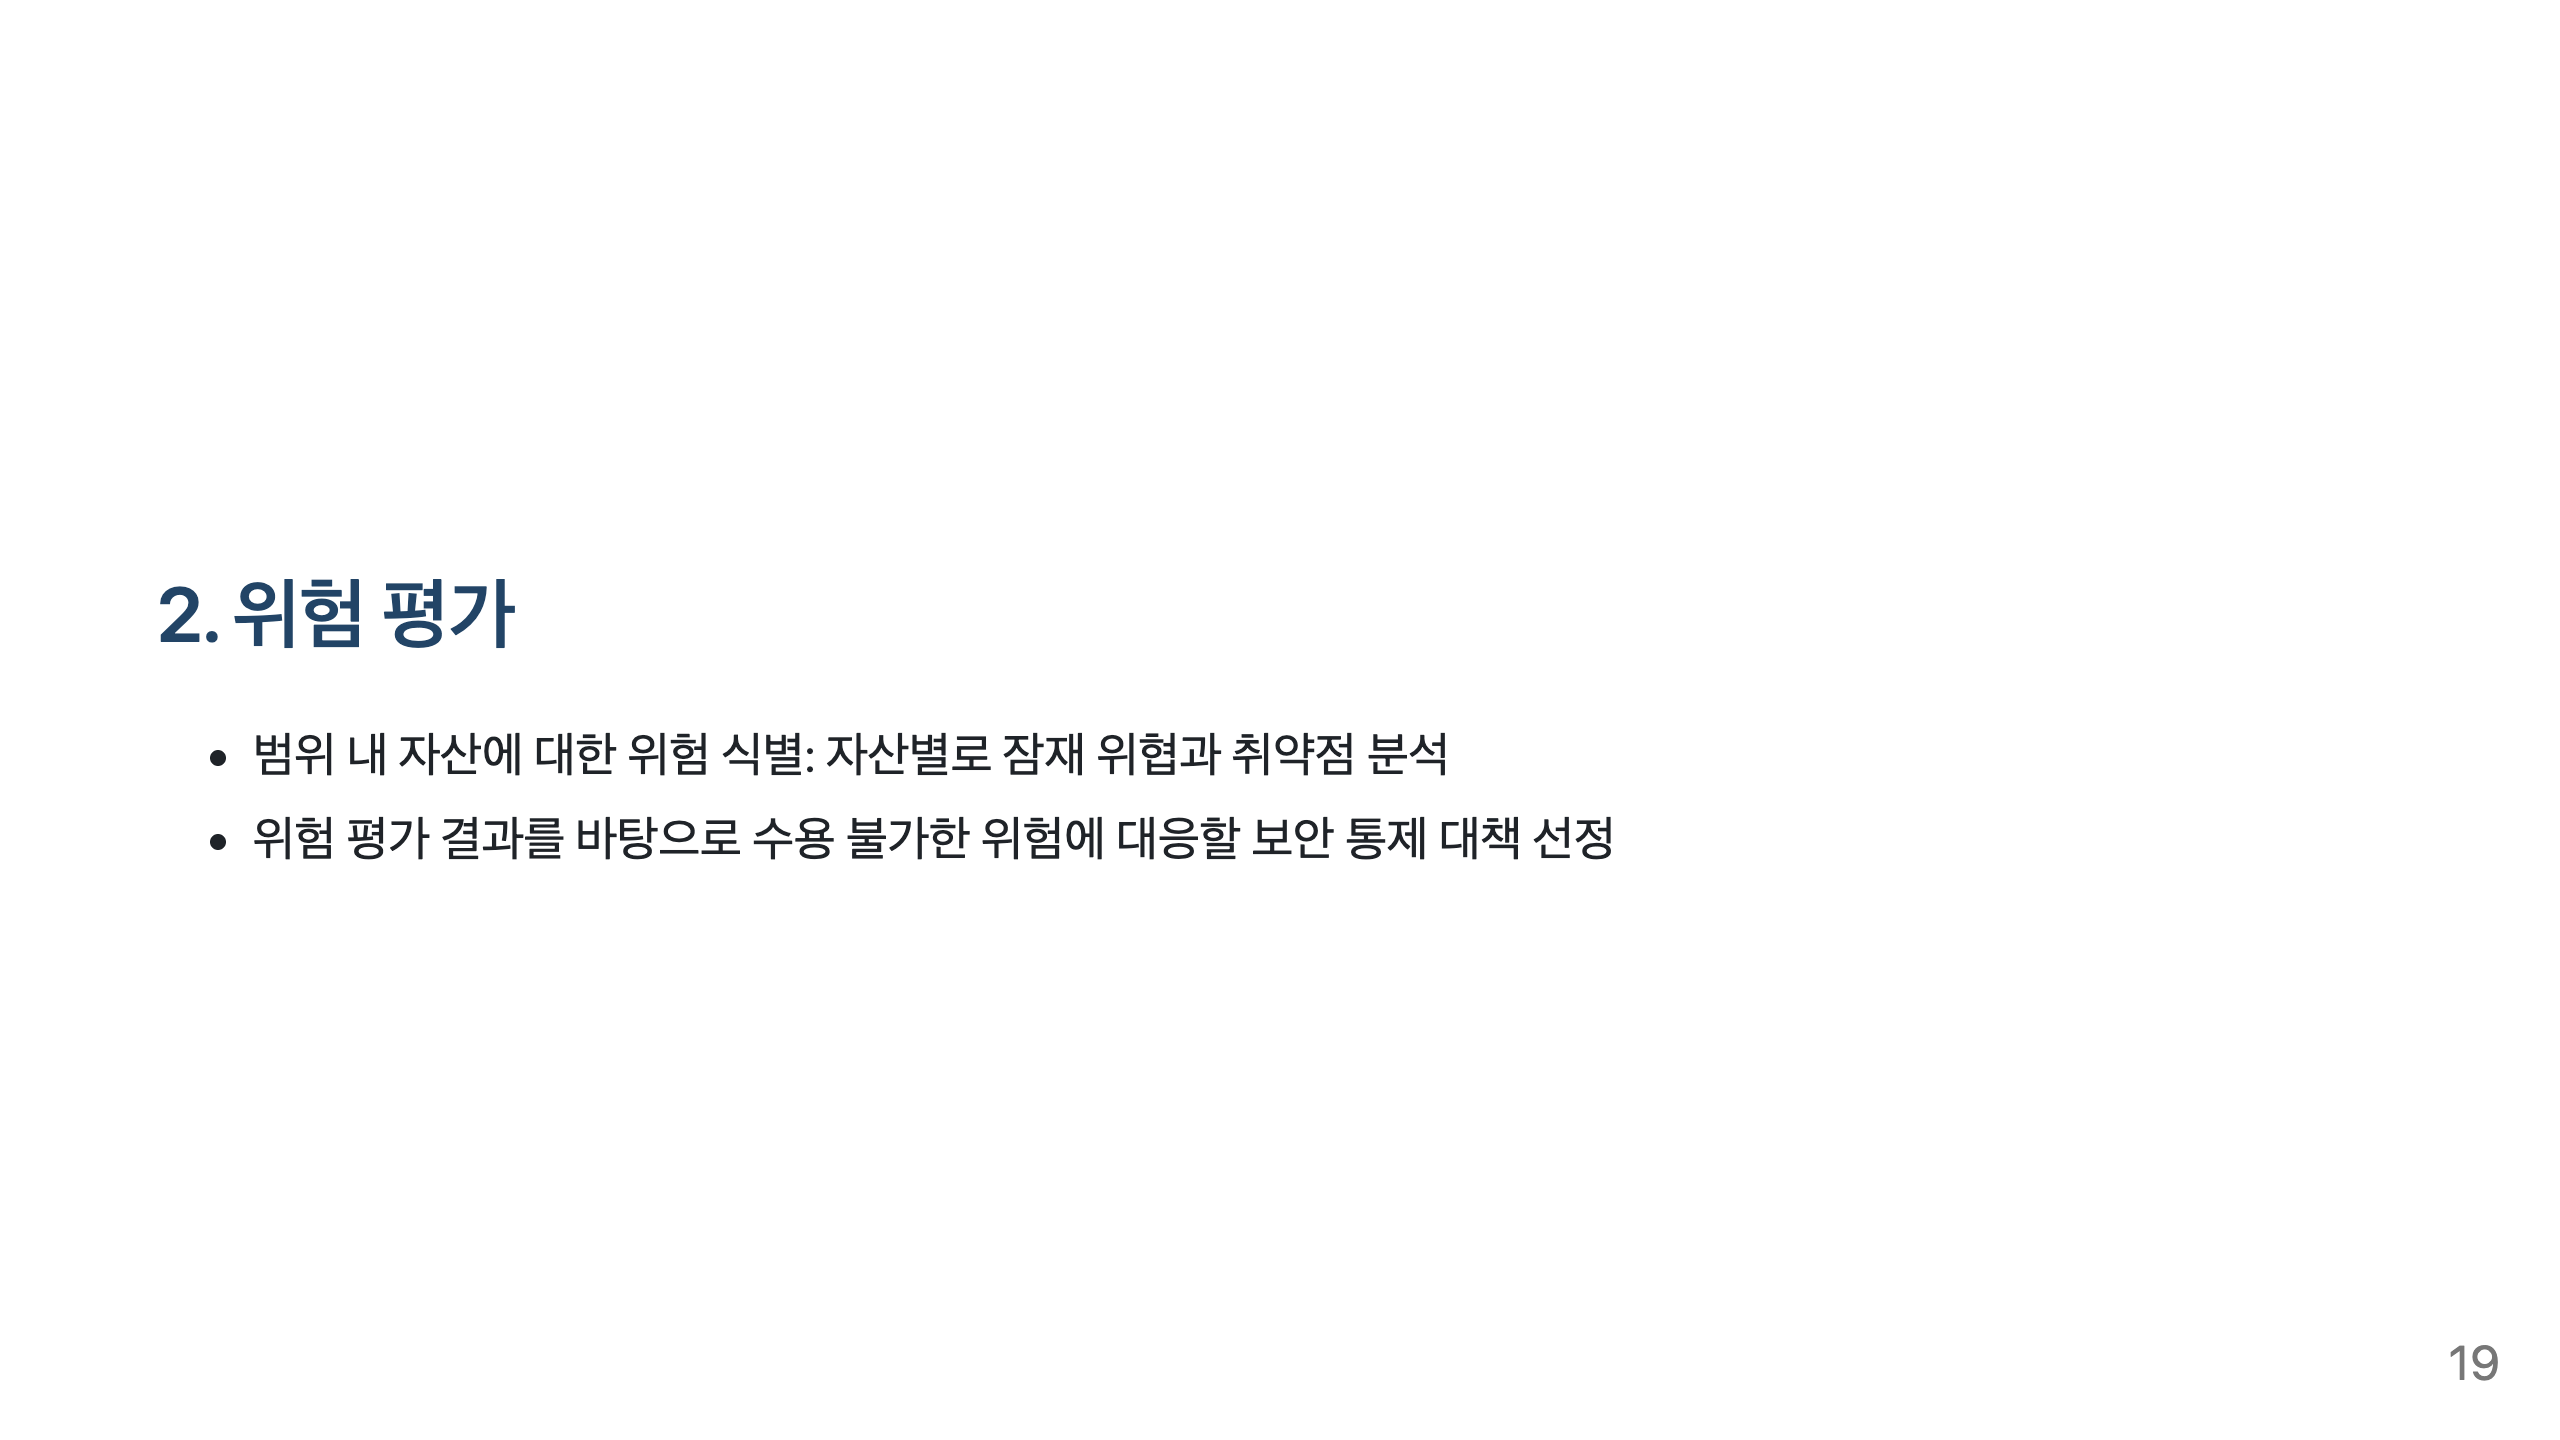 2. 위험 평가
• 범위 내 자산에 대한 위험 식별: 자산별로 잠재 위협과 취약점 분석
• 위험 평가 결과를 바탕으로 수용 불가한 위험에 대응할 보안 통제 대책 선정
19